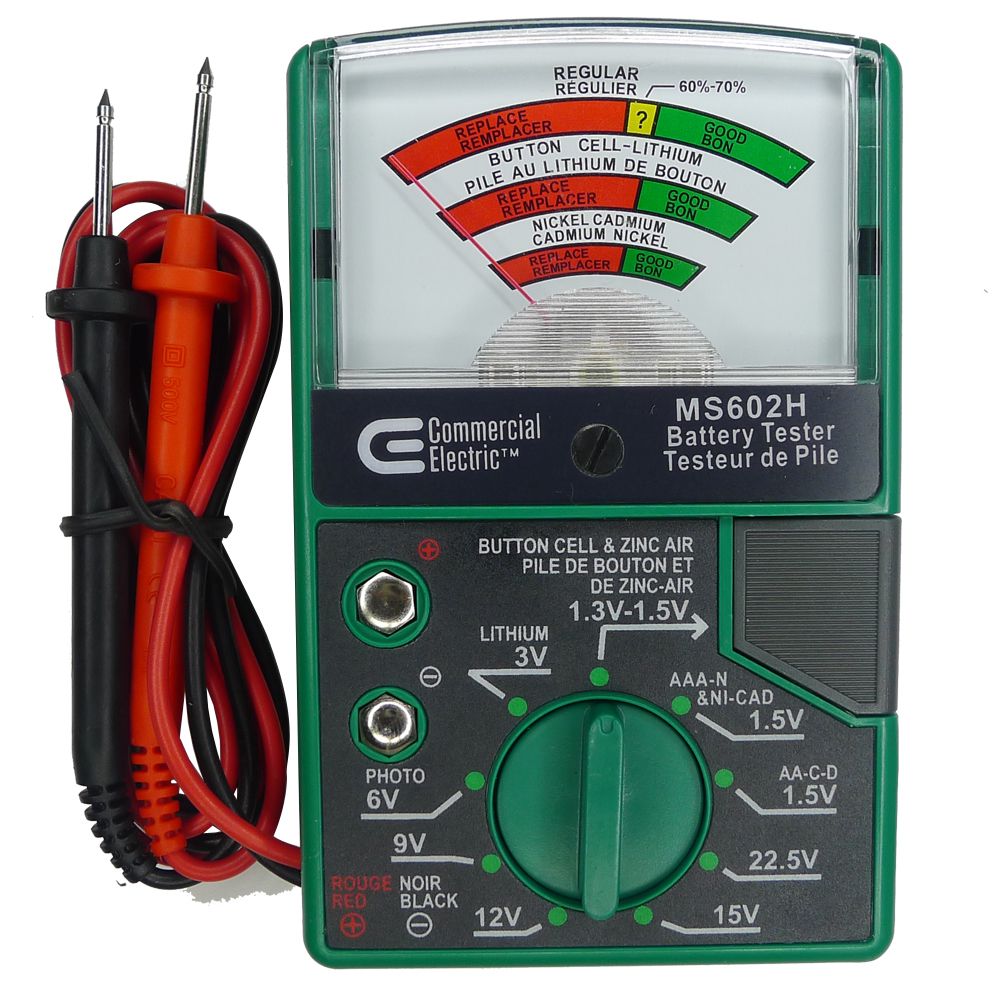 REGULAR
RÉGULIER
60%-70%
REPLACE
REMPLACER
?
GOOD
BON
BUTTON CELL-LITHIUM
PILE AU LITHIUM DE BOUTON
REPLACE
REMPLACER
GOOD
BON
NICKEL CADMIUM
CADMIUM NICKEL
REPLACE
REMPLACER
GOOD
BON
500V
Commercial
Electric™
MS602H
Battery Tester
Testeur de Pile
BUTTON CELL & ZINC AIR
PILE DE BOUTON ET
DE ZINC-AIR
1.3V-1.5V
LITHIUM
3V
AAA-N
&NI-CAD
1.5V
PHOTO
6V
AA-C-D
1.5V
9V
22.5V
ROUGE
RED
NOIR
BLACK
12V
15V